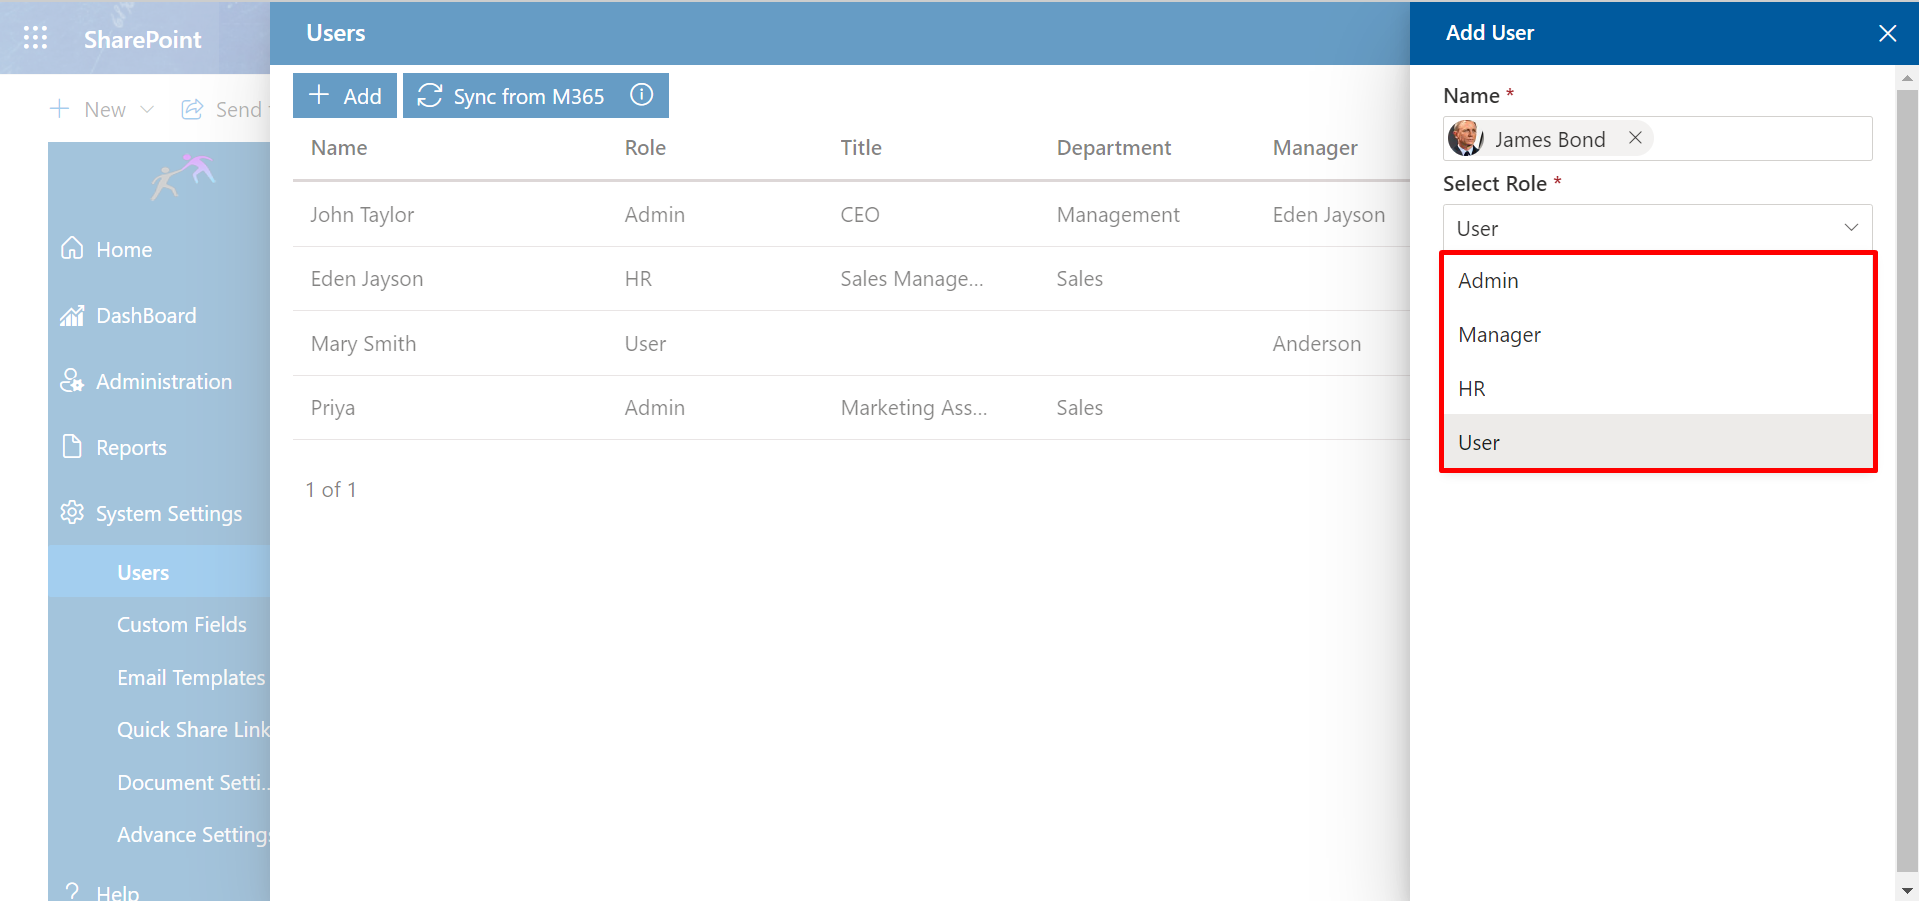 SharePoint
New
Send
Home
DashBoard
Administration
Reports
System Settings
Users
Custom Fields
Email Templates
Quick Share Link
Document Setti...
Advance Settings
Help
Users
Add
Sync from M365
Name Role Title Department Manager
John Taylor Admin CEO Management Eden Jayson
Eden Jayson HR Sales Manage... Sales
Mary Smith User Anderson
Priya Admin Marketing Ass... Sales
1 of 1
Add User
Name *
James Bond
Select Role *
User
Admin
Manager
HR
User